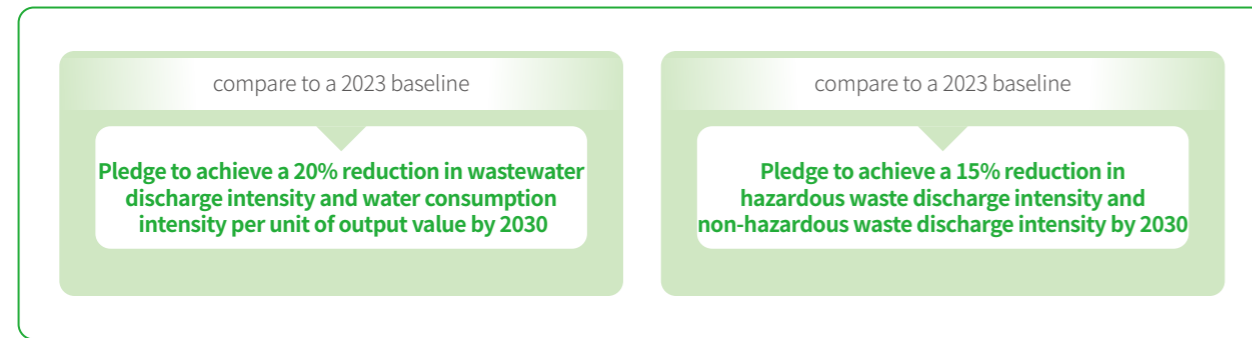 compare to a 2023 baseline
Pledge to achieve a 20% reduction in wastewater
discharge intensity and water consumption
intensity per unit of output value by 2030
compare to a 2023 baseline
Pledge to achieve a 15% reduction in
hazardous waste discharge intensity and
non-hazardous waste discharge intensity by 2030